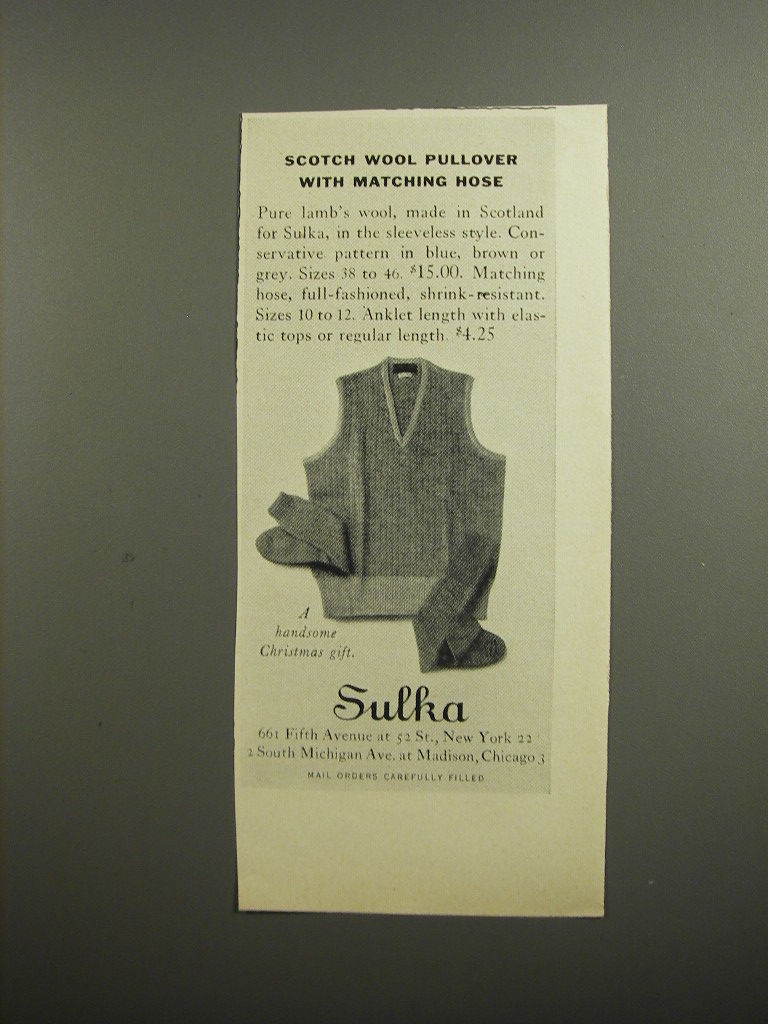 SCOTCH WOOL PULLOVER
WITH MATCHING HOSE
Pure lamb's wool, made in Scotland
for Sulka, in the sleeveless style. Con-
servative pattern in blue, brown or
grey. Sizes 38 to 46. $15.00. Matching
hose, full-fashioned, shrink-resistant.
Sizes 10 to 12. Anklet length with elas-
tic tops or regular length. $4.25
A
handsome
Christmas gift.
Sulka
661 Fifth Avenue at 52 St., New York 22
2 South Michigan Ave. at Madison, Chicago 3
MAIL ORDERS CAREFULLY FILLED